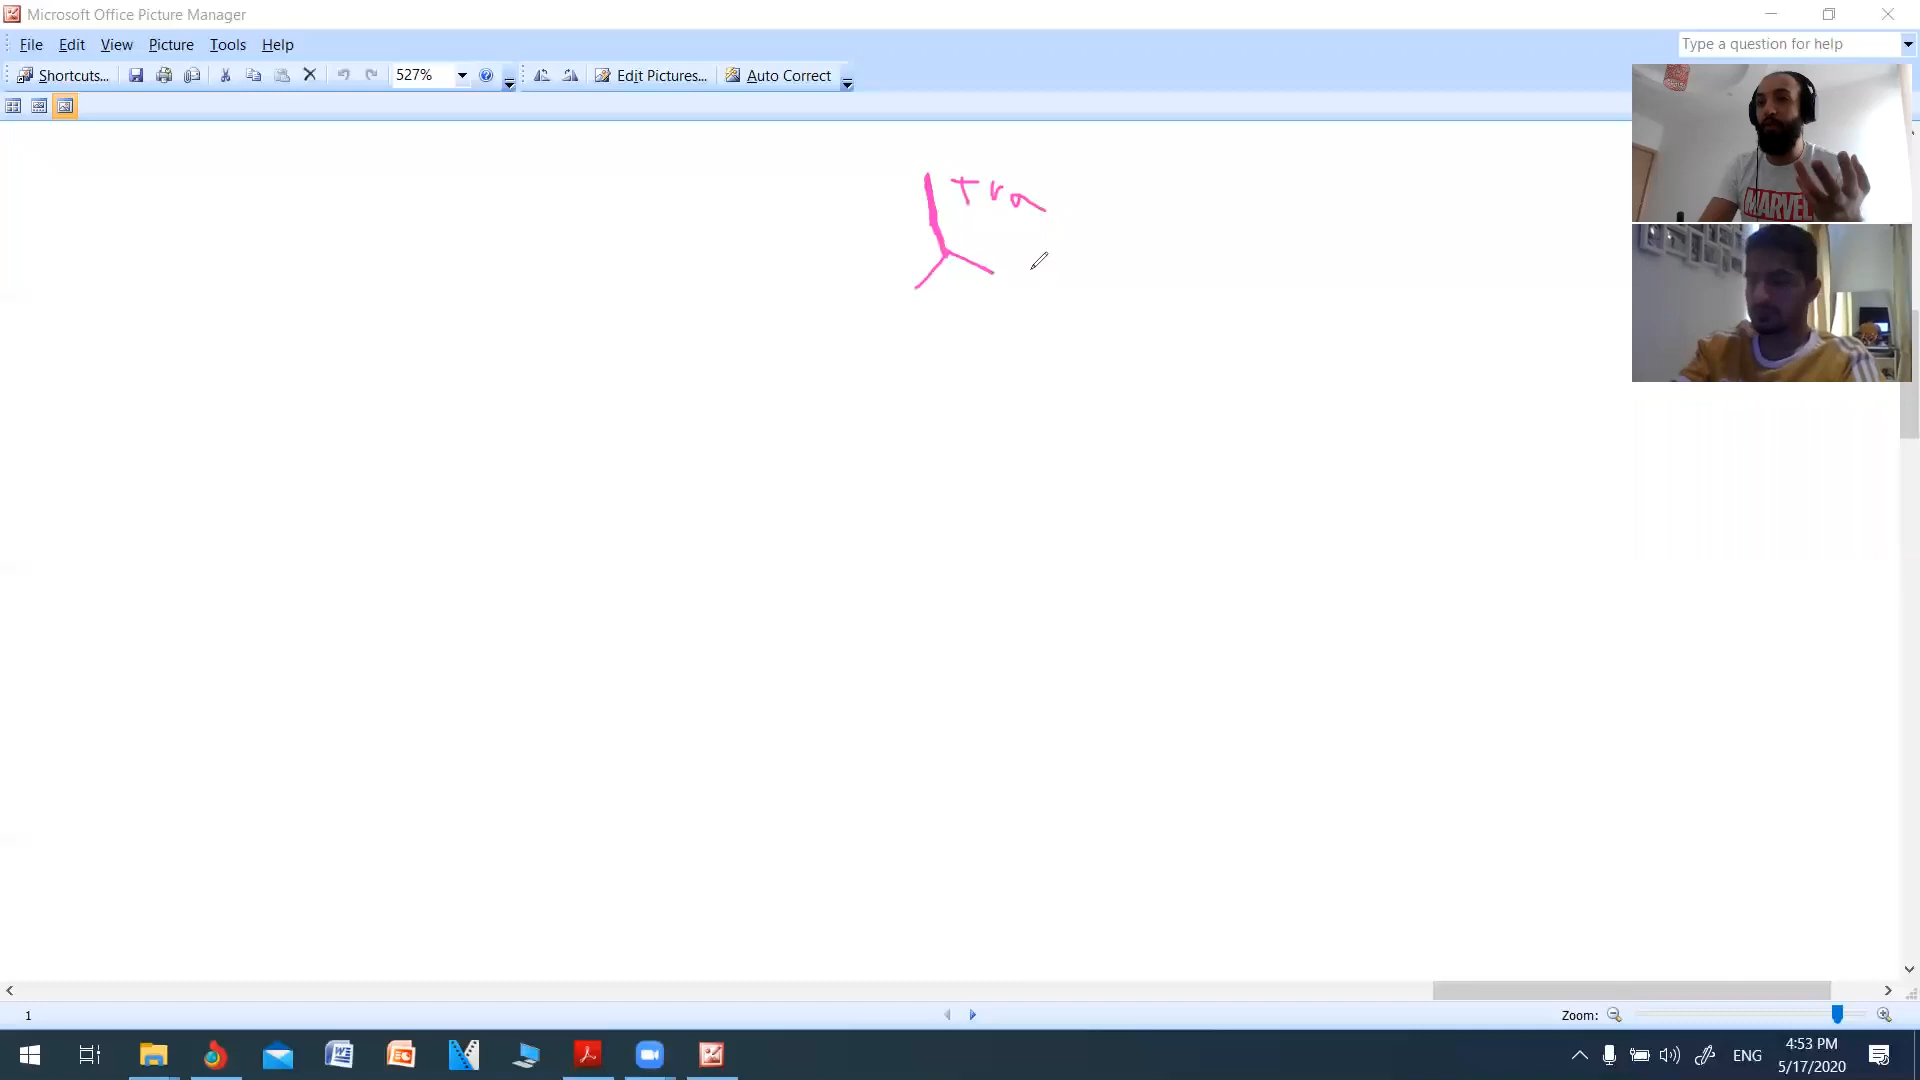 Microsoft Office Picture Manager
File Edit View Picture Tools Help
Type a question for help
Shortcuts... 527% Edit Pictures... Auto Correct
MARVEL
Tra
1
Zoom:
ENG
4:53 PM
5/17/2020